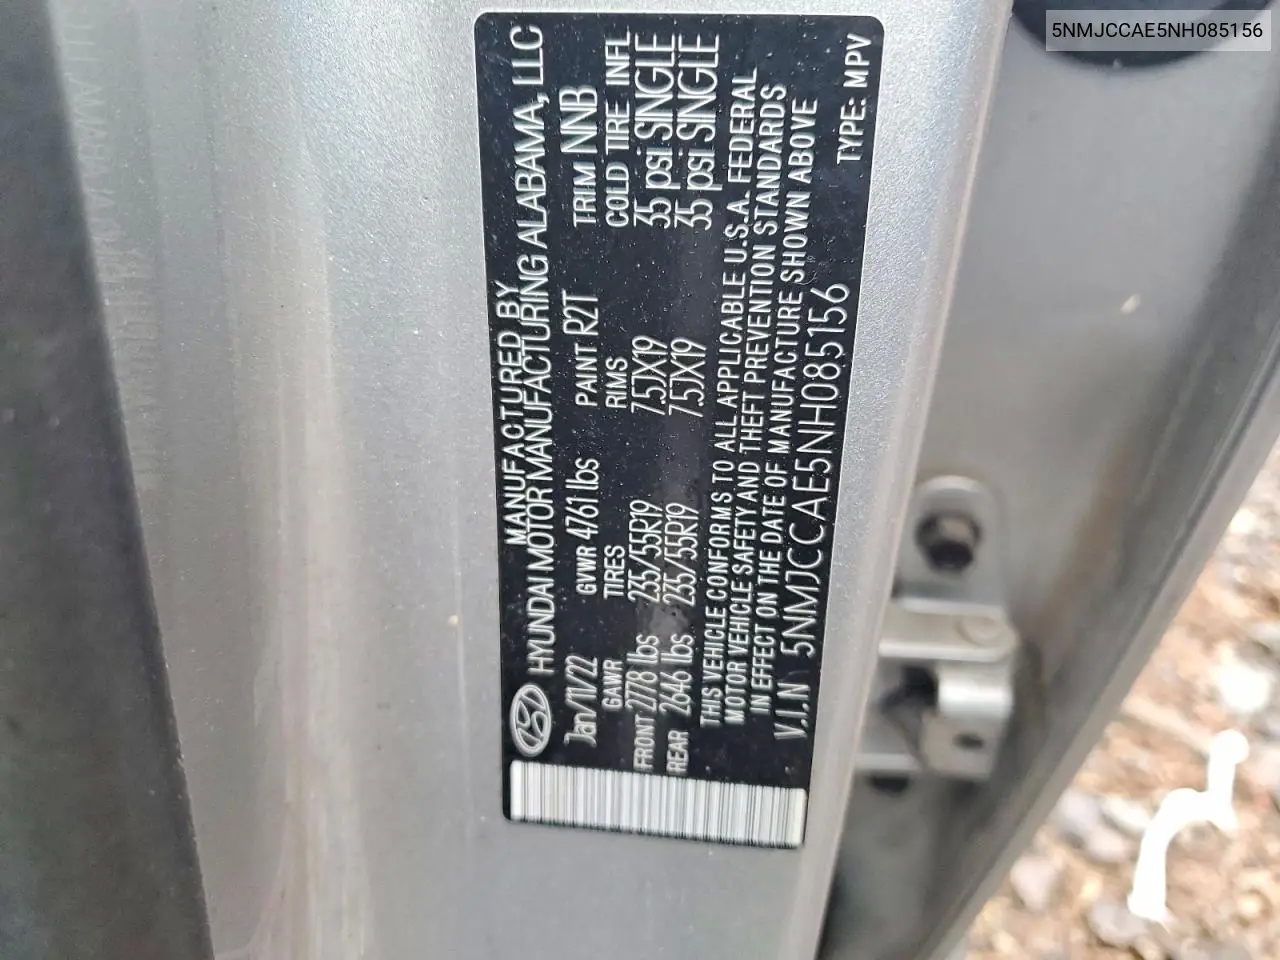 5NMJCCAE5NH085156
MANUFACTURED BY
HYUNDAI MOTOR MANUFACTURING ALABAMA, LLC
Jan/11/22 GVWR 4761 lbs PAINT R2T TRIM NNB
GAWR TIRES RIMS COLD TIRE INFL
FRONT 2778 lbs 235/55R19 7.5JX19 35 psi SINGLE
REAR 2646 lbs 235/55R19 7.5JX19 35 psi SINGLE
THIS VEHICLE CONFORMS TO ALL APPLICABLE U.S.A. FEDERAL
MOTOR VEHICLE SAFETY AND THEFT PREVENTION STANDARDS
IN EFFECT ON THE DATE OF MANUFACTURE SHOWN ABOVE
V.I.N 5NMJCCAE5NH085156 TYPE: MPV